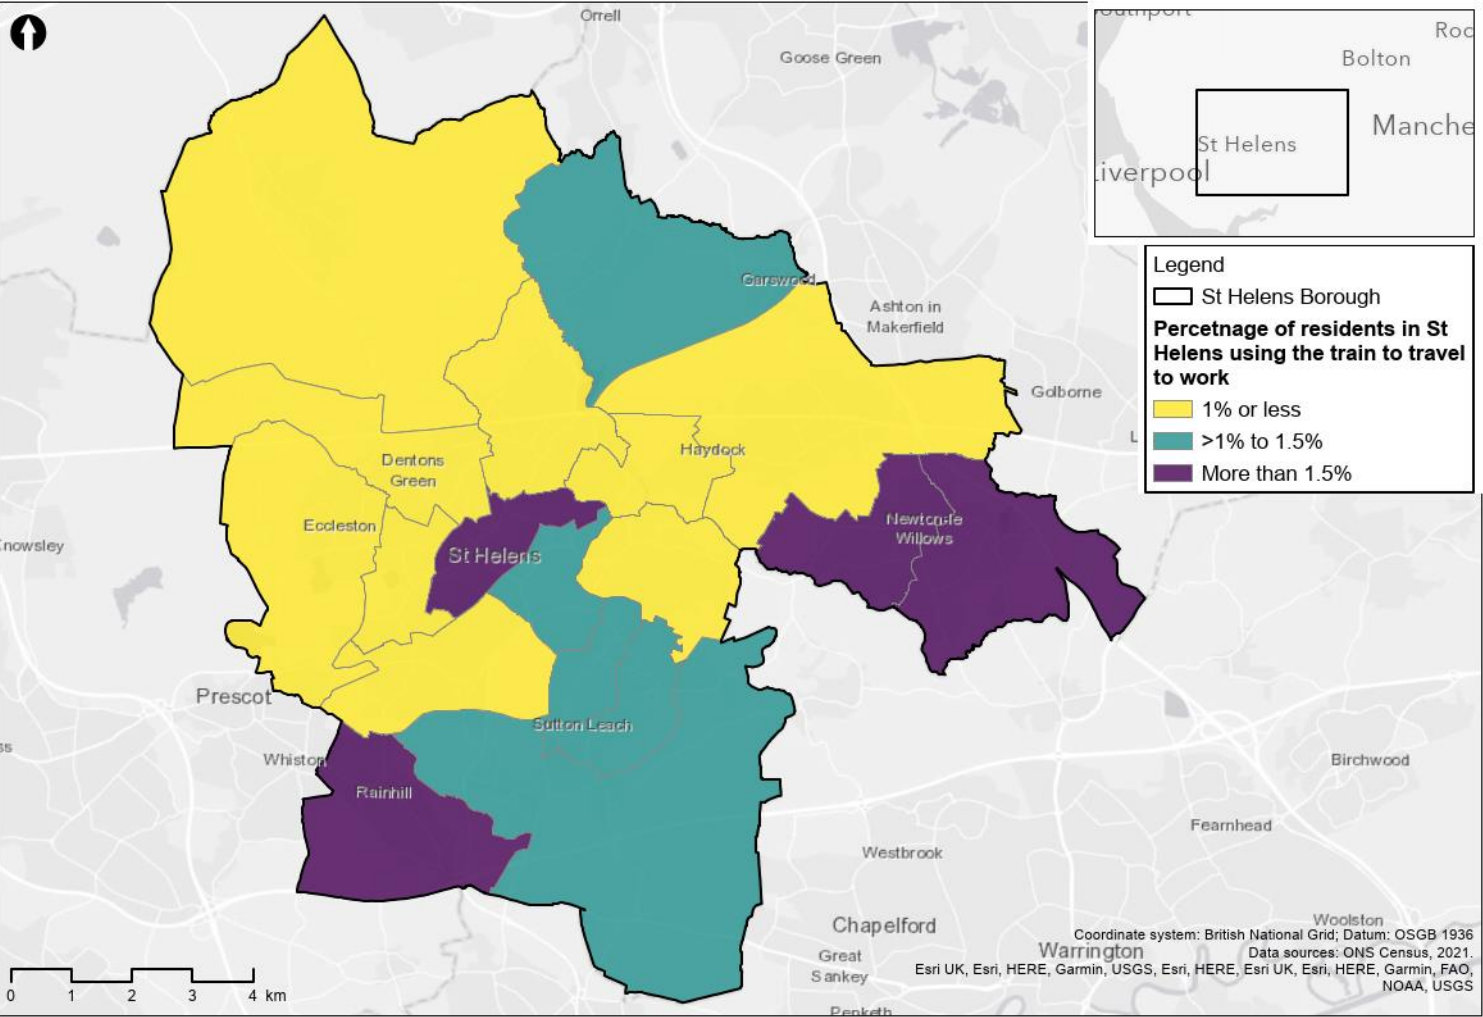 Orrell
Goose Green
Garswood
Ashton in
Makerfield
Golborne
Haydock
Dentons
Green
Eccleston
St Helens
Newton-le
Willows
Knowsley
Prescot
Whiston
Rainhill
Sutton Leach
Birchwood
Fearnhead
Westbrook
Chapelford
Great
Sankey
Penketh
Warrington
Woolston
outhport
Roc
Bolton
Manche
St Helens
iverpool
Legend
St Helens Borough
Percetnage of residents in St
Helens using the train to travel
to work
1% or less
>1% to 1.5%
More than 1.5%
0 1 2 3 4 km
Coordinate system: British National Grid; Datum: OSGB 1936
Data sources: ONS Census, 2021.
Esri UK, Esri, HERE, Garmin, USGS, Esri, HERE, Esri UK, Esri, HERE, Garmin, FAO,
NOAA, USGS